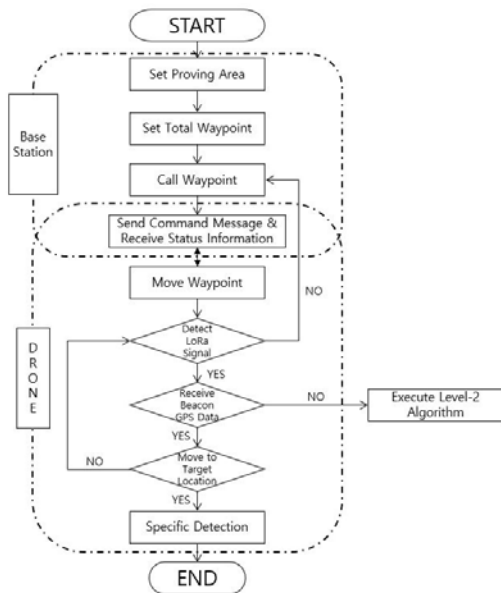 START
Set Proving Area
Base
Station
Set Total Waypoint
Call Waypoint
Send Command Message &
Receive Status Information
Move Waypoint
NO
D
R
O
N
E
Detect
LoRa
Signal
YES
Receive
Beacon
GPS Data
NO
Execute Level-2
Algorithm
YES
NO
Move to
Target
Location
YES
Specific Detection
END